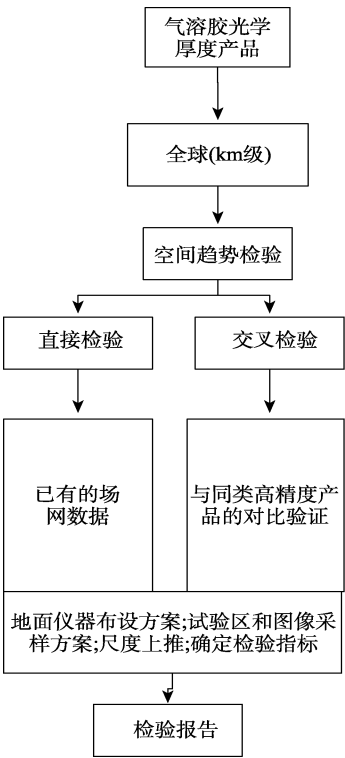 气溶胶光学
厚度产品
全球(km级)
空间趋势检验
直接检验
交叉检验
已有的场
网数据
与同类高精度产
品的对比验证
地面仪器布设方案;试验区和图像采
样方案;尺度上推;确定检验指标
检验报告